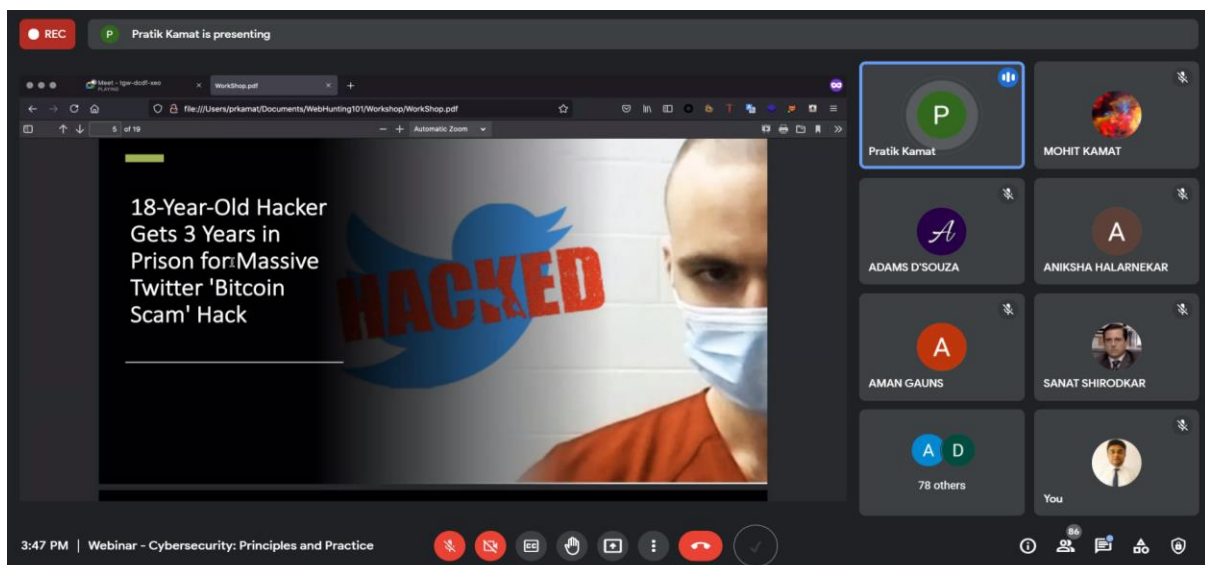 REC
P Pratik Kamat is presenting
Meet - tgw-dcdf-xeo
PLAYING
WorkShop.pdf
file:///Users/prkamat/Documents/WebHunting101/Workshop/WorkShop.pdf
5 of 19
Automatic Zoom
18-Year-Old Hacker
Gets 3 Years in
Prison for Massive
Twitter 'Bitcoin
Scam' Hack
HACKED
P
Pratik Kamat
MOHIT KAMAT
A
ADAMS D'SOUZA
A
ANIKSHA HALARNEKAR
A
AMAN GAUNS
SANAT SHIRODKAR
A D
78 others
You
3:47 PM | Webinar - Cybersecurity: Principles and Practice
CC
86